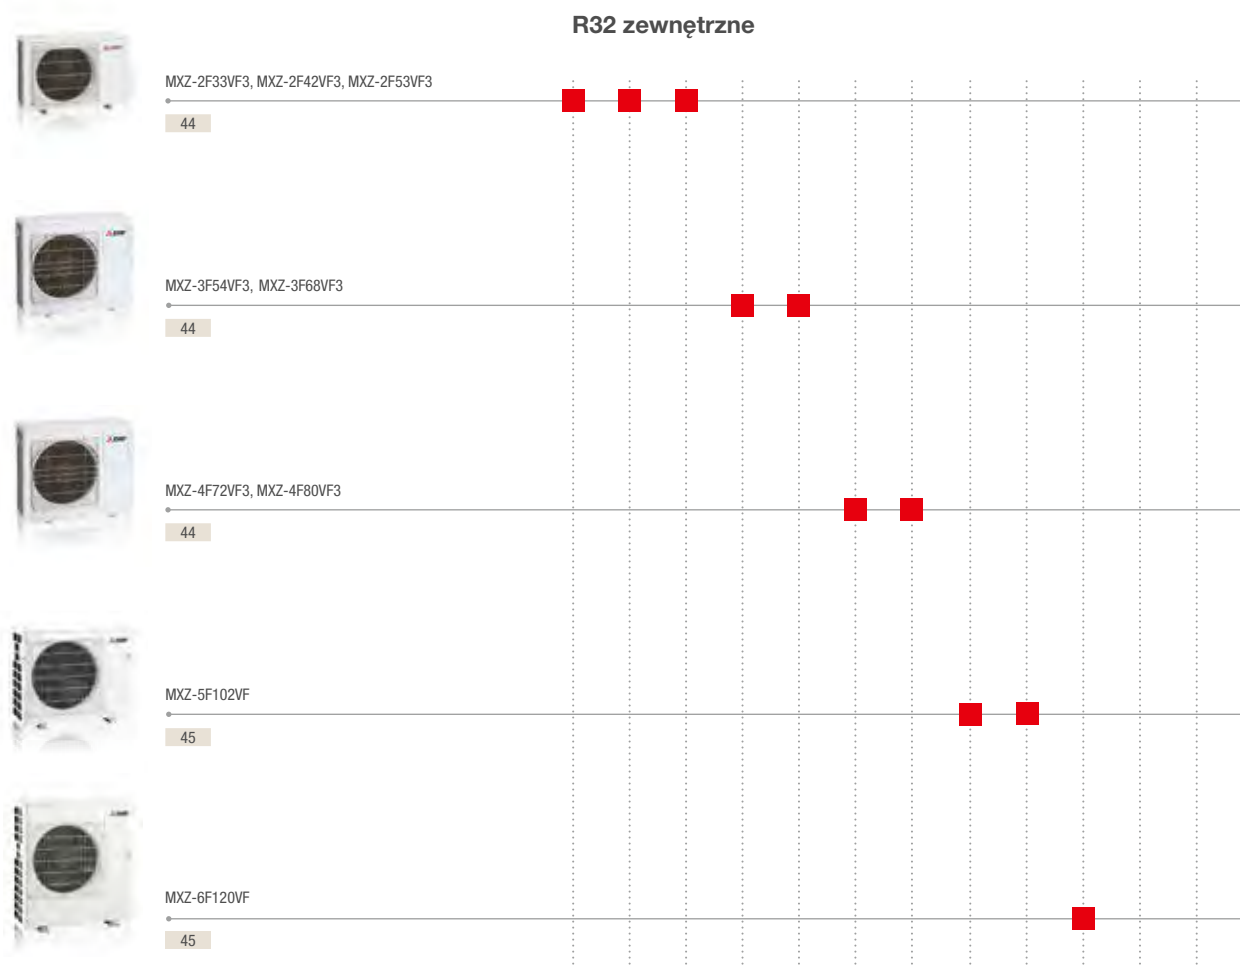 R32 zewnętrzne
MXZ-2F33VF3, MXZ-2F42VF3, MXZ-2F53VF3
44
MXZ-3F54VF3, MXZ-3F68VF3
44
MXZ-4F72VF3, MXZ-4F80VF3
44
MXZ-5F102VF
45
MXZ-6F120VF
45